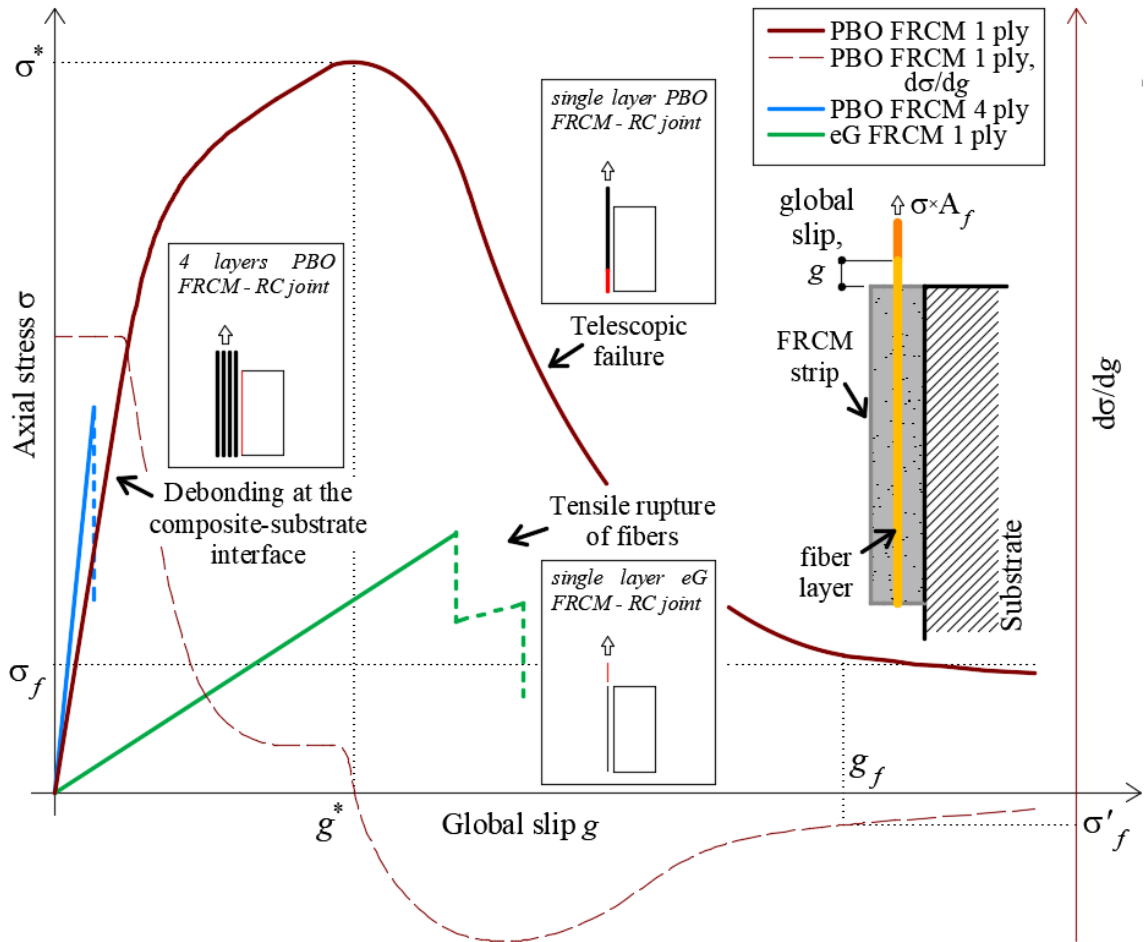 σ*
Axial stress σ
σf
PBO FRCM 1 ply
PBO FRCM 1 ply,
dσ/dg
PBO FRCM 4 ply
eG FRCM 1 ply
single layer PBO
FRCM - RC joint
Telescopic
failure
4 layers PBO
FRCM - RC joint
Debonding at the
composite-substrate
interface
Tensile rupture
of fibers
single layer eG
FRCM - RC joint
global
slip,
g
σ×Af
FRCM
strip
fiber
layer
Substrate
dσ/dg
gf
g*
Global slip g
σ'f